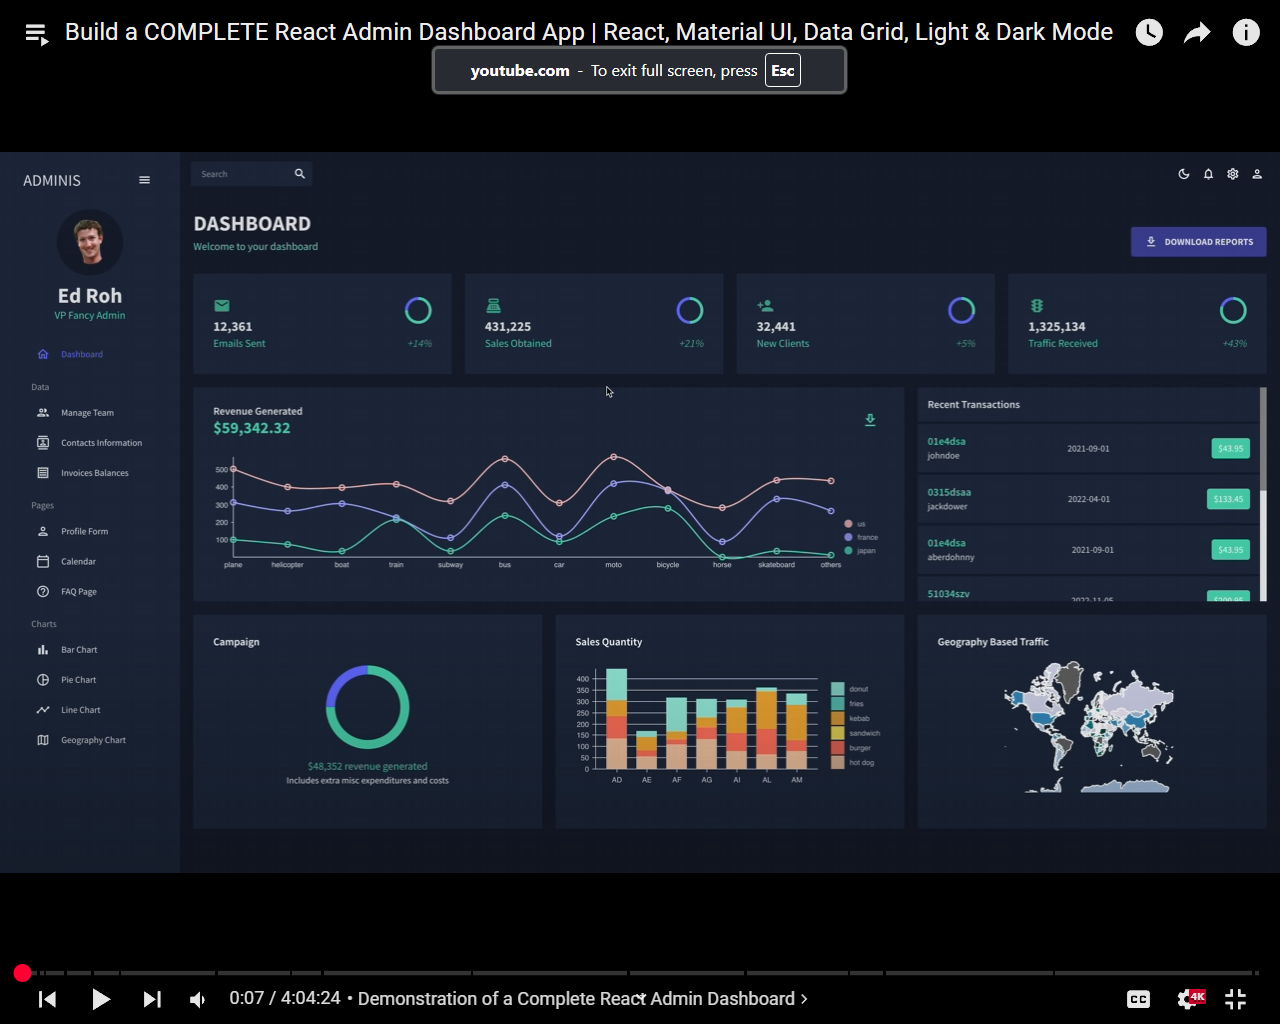 Build a COMPLETE React Admin Dashboard App | React, Material UI, Data Grid, Light & Dark Mode
youtube.com - To exit full screen, press Esc
ADMINIS
Search
DASHBOARD
Welcome to your dashboard
DOWNLOAD REPORTS
Ed Roh
VP Fancy Admin
Dashboard
Data
Manage Team
Contacts Information
Invoices Balances
Pages
Profile Form
Calendar
FAQ Page
Charts
Bar Chart
Pie Chart
Line Chart
Geography Chart
12,361
Emails Sent
+14%
431,225
Sales Obtained
+21%
32,441
New Clients
+5%
1,325,134
Traffic Received
+43%
Revenue Generated
$59,342.32
500
400
300
200
100
plane helicopter boat train subway bus car moto bicycle horse skateboard others
us
france
japan
Recent Transactions
01e4dsa
johndoe
2021-09-01
$43.95
0315dsaa
jackdower
2022-04-01
$133.45
01e4dsa
aberdohnny
2021-09-01
$43.95
51034szv
2022-11-05
$200.95
Campaign
$48,352 revenue generated
Includes extra misc expenditures and costs
Sales Quantity
400
350
300
250
200
150
100
50
0
AD AE AF AG AI AL AM
donut
fries
kebab
sandwich
burger
hot dog
Geography Based Traffic
0:07 / 4:04:24 • Demonstration of a Complete React Admin Dashboard ›
CC
4K